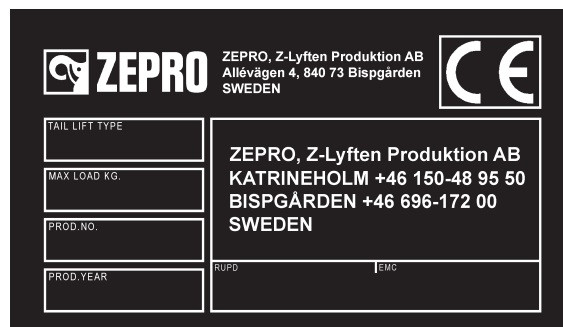 ZEPRO
ZEPRO, Z-Lyften Produktion AB
Allévägen 4, 840 73 Bispgården
SWEDEN
CE
TAIL LIFT TYPE
MAX LOAD KG.
PROD.NO.
PROD.YEAR
ZEPRO, Z-Lyften Produktion AB
KATRINEHOLM +46 150-48 95 50
BISPGÅRDEN +46 696-172 00
SWEDEN
RUPD
EMC